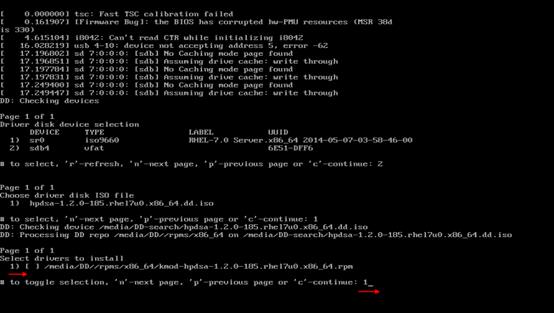 [    0.000000] tsc: Fast TSC calibration failed
[    0.161907] [Firmware Bug]: the BIOS has corrupted hw-PMU resources (MSR 38d
is 330)
[    4.615400] i8042: Can't read CTR while initializing i8042
[   16.028219] usb 4-10: device not accepting address 5, error -62
[   17.196802] sd 7:0:0:0: [sdb] No Caching mode page found
[   17.196851] sd 7:0:0:0: [sdb] Assuming drive cache: write through
[   17.197784] sd 7:0:0:0: [sdb] No Caching mode page found
[   17.197831] sd 7:0:0:0: [sdb] Assuming drive cache: write through
[   17.249400] sd 7:0:0:0: [sdb] No Caching mode page found
[   17.249447] sd 7:0:0:0: [sdb] Assuming drive cache: write through
DD: Checking devices
Page 1 of 1
Driver disk device selection
DEVICE TYPE LABEL UUID
1) sr0 iso9660 RHEL-7.0 Server.x86_64 2014-05-07-03-58-46-00
2) sdb4 vfat 6E51-DFF6
# to select, 'r'-refresh, 'n'-next page, 'p'-previous page or 'c'-continue: 2
Page 1 of 1
Choose driver disk ISO file
1) hpdsa-1.2.0-185.rhel7u0.x86_64.dd.iso
# to select, 'n'-next page, 'p'-previous page or 'c'-continue: 1
DD: Checking device /media/DD-search/hpdsa-1.2.0-185.rhel7u0.x86_64.dd.iso
DD: Processing DD repo /media/DD//rpms/x86_64 on /media/DD-search/hpdsa-1.2.0-185.rhel7u0.x86_64.dd.iso
Page 1 of 1
Select drivers to install
1) [ ] /media/DD//rpms/x86_64/kmod-hpdsa-1.2.0-185.rhel7u0.x86_64.rpm
# to toggle selection, 'n'-next page, 'p'-previous page or 'c'-continue: 1_